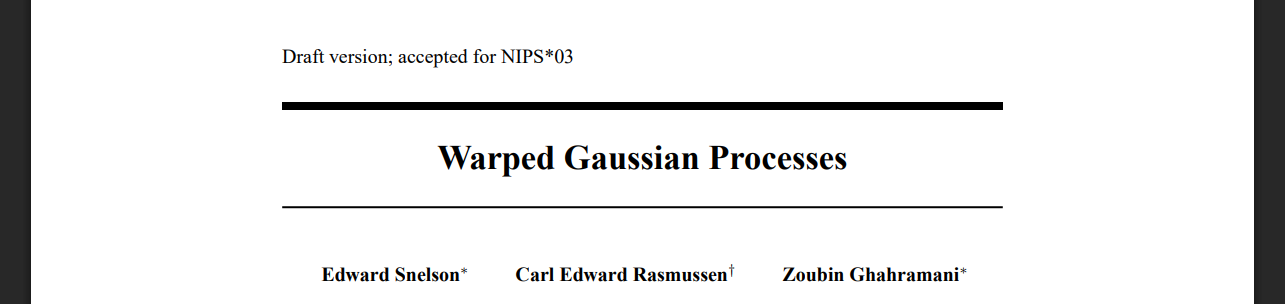 Draft version; accepted for NIPS*03
Warped Gaussian Processes
Edward Snelson* Carl Edward Rasmussen† Zoubin Ghahramani*